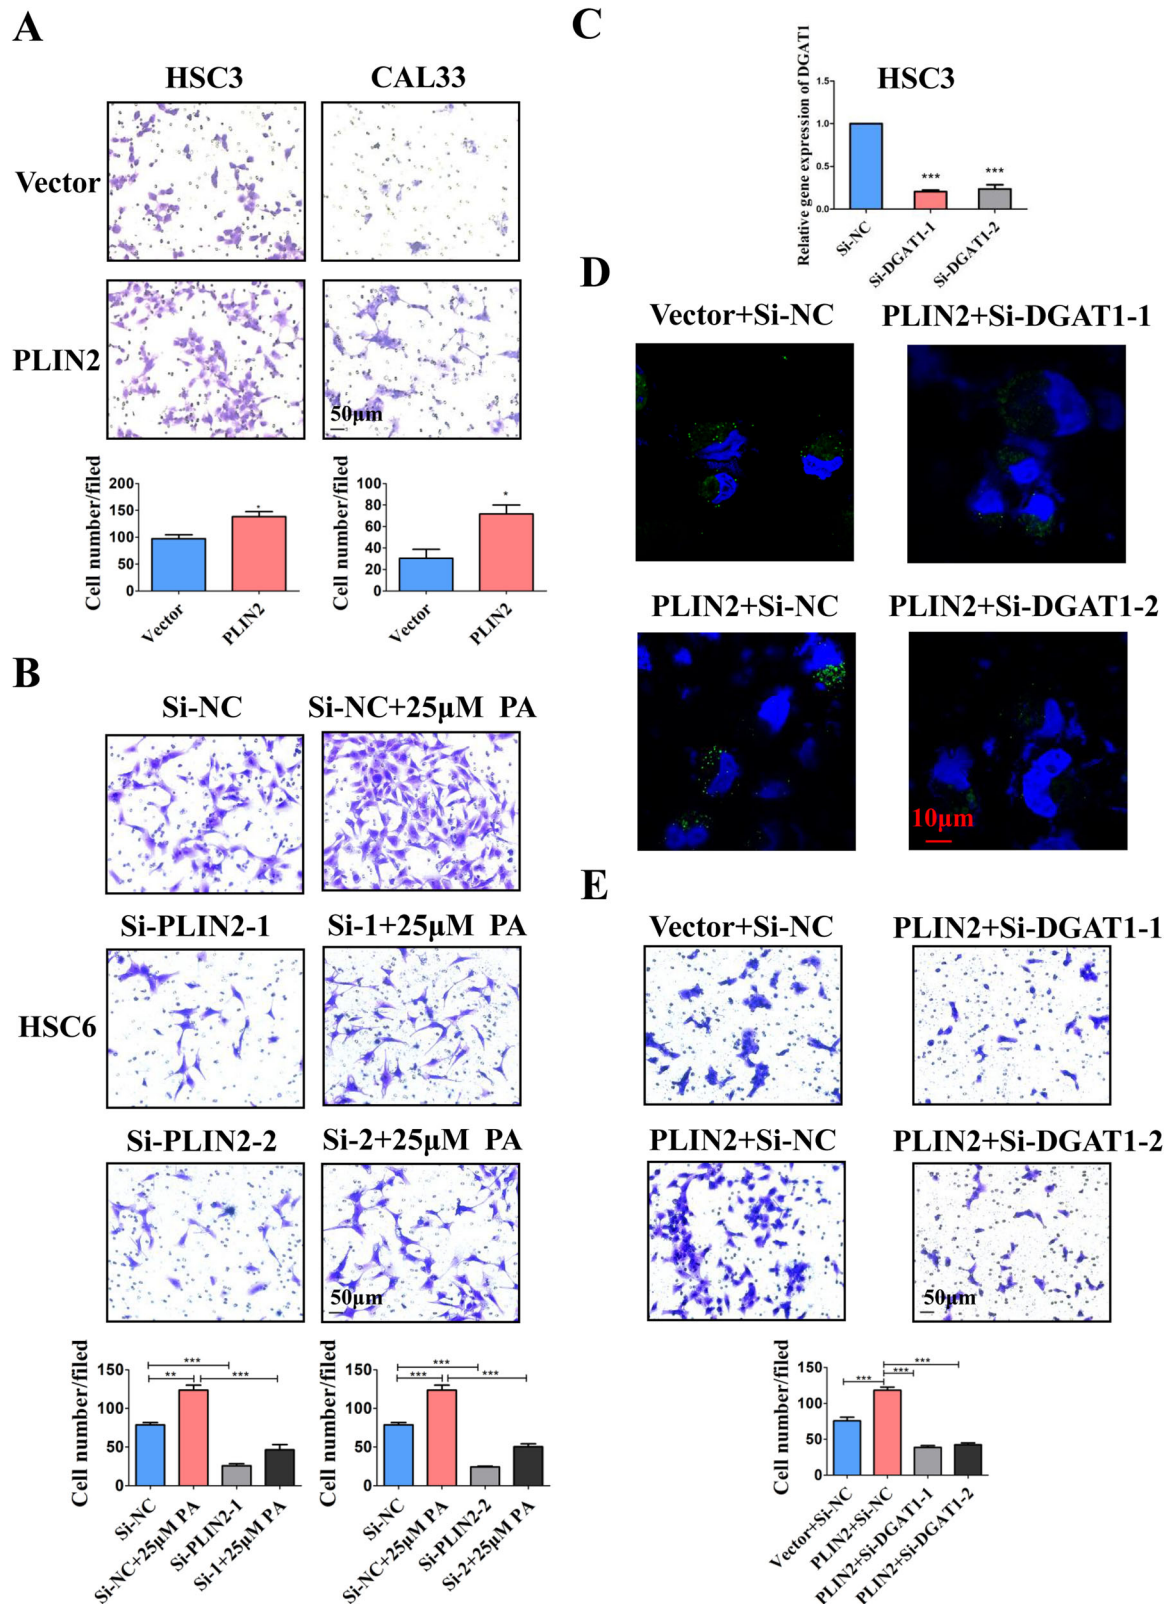 A
HSC3
CAL33
Vector
PLIN2
50μm
Cell number/filed
200
150
100
50
0
*
Vector
PLIN2
Cell number/filed
100
80
60
40
20
0
*
Vector
PLIN2
B
Si-NC
Si-NC+25μM PA
Si-PLIN2-1
Si-1+25μM PA
HSC6
Si-PLIN2-2
Si-2+25μM PA
50μm
Cell number/filed
150
100
50
0
***
**
***
Si-NC
Si-NC+25μM PA
Si-PLIN2-1
Si-1+25μM PA
Cell number/filed
150
100
50
0
***
***
***
Si-NC
Si-NC+25μM PA
Si-PLIN2-2
Si-2+25μM PA
C
HSC3
Relative gene expression of DGAT1
1.5
1.0
0.5
0.0
***
***
Si-NC
Si-DGAT1-1
Si-DGAT1-2
D
Vector+Si-NC
PLIN2+Si-DGAT1-1
PLIN2+Si-NC
PLIN2+Si-DGAT1-2
10μm
E
Vector+Si-NC
PLIN2+Si-DGAT1-1
PLIN2+Si-NC
PLIN2+Si-DGAT1-2
50μm
Cell number/filed
150
100
50
0
***
***
***
Vector+Si-NC
PLIN2+Si-NC
PLIN2+Si-DGAT1-1
PLIN2+Si-DGAT1-2